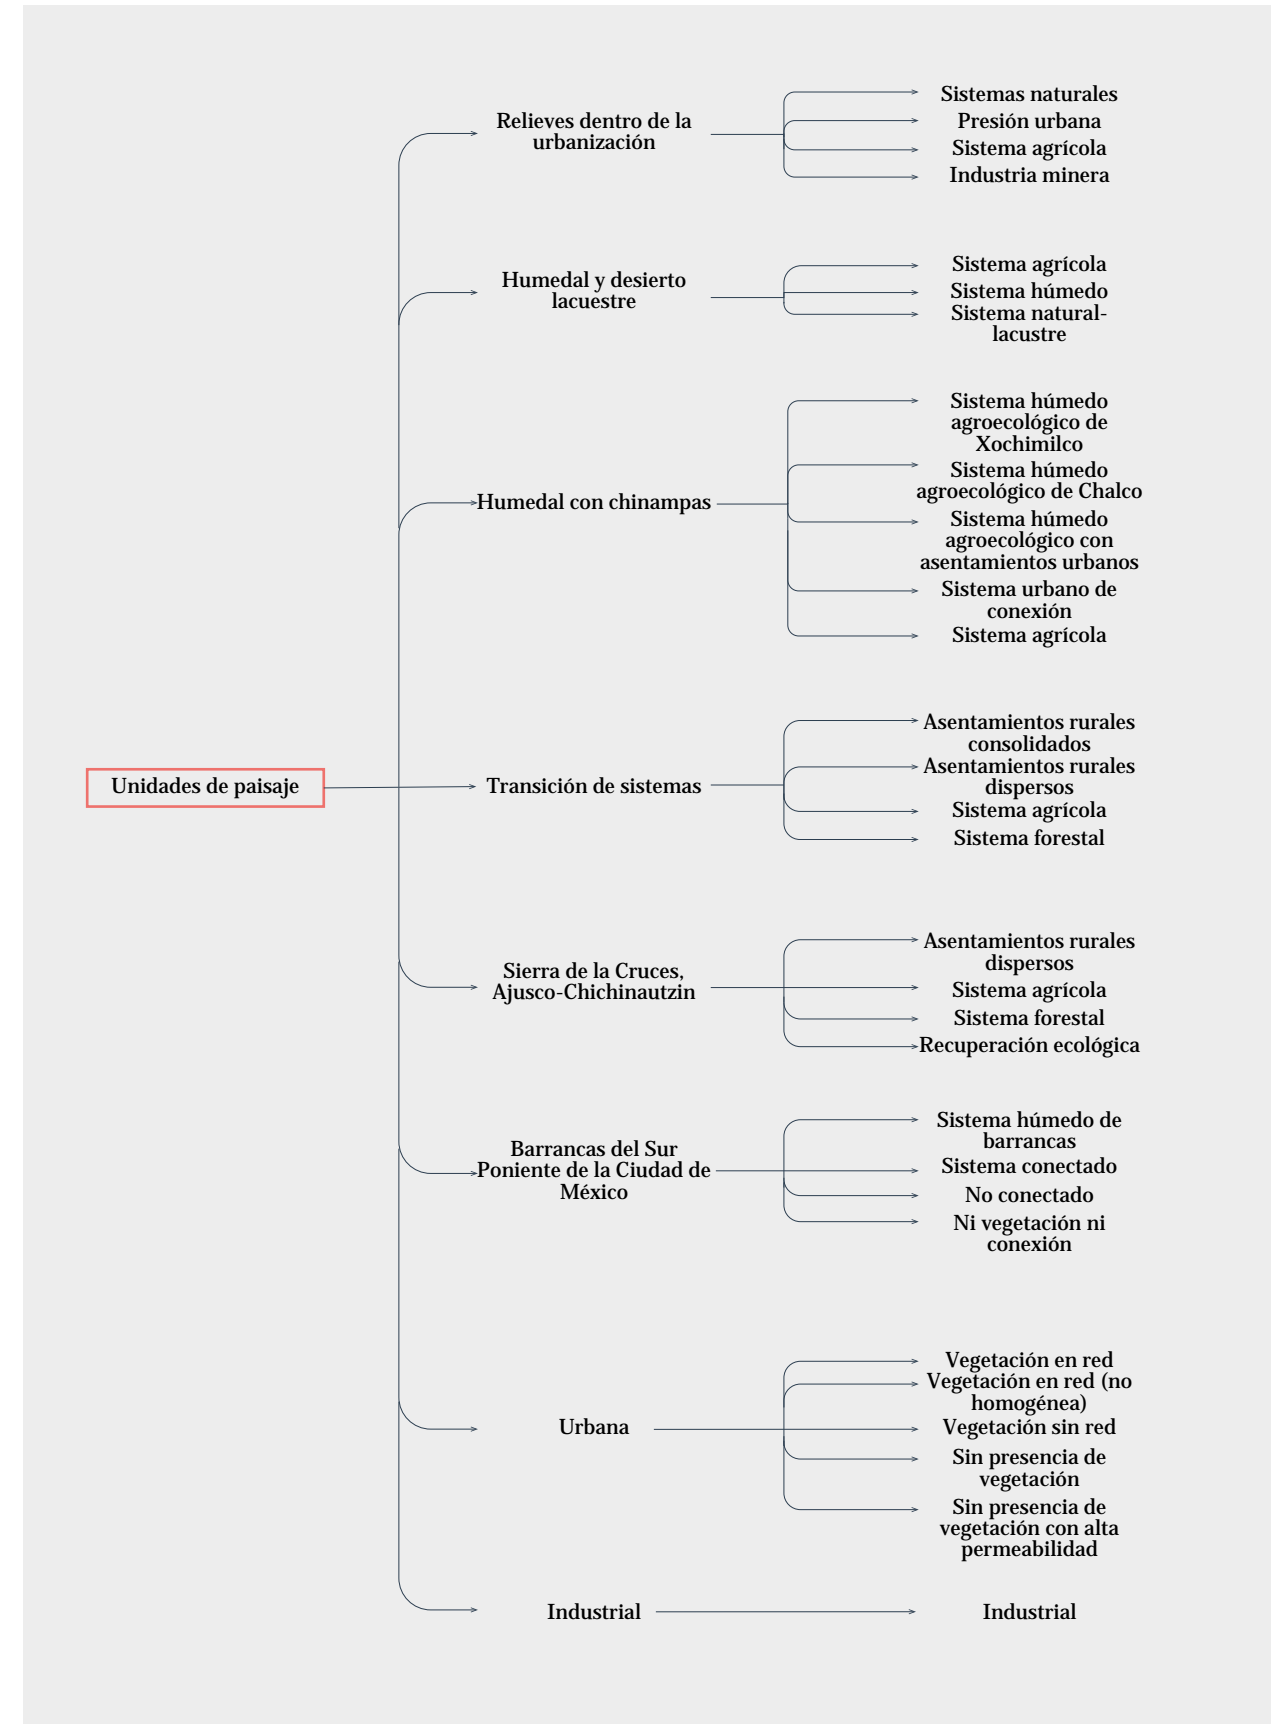 Relieves dentro de la
urbanización
Sistemas naturales
Presión urbana
Sistema agrícola
Industria minera
Humedal y desierto
lacuestre
Sistema agrícola
Sistema húmedo
Sistema natural-
lacustre
Humedal con chinampas
Sistema húmedo
agroecológico de
Xochimilco
Sistema húmedo
agroecológico de Chalco
Sistema húmedo
agroecológico con
asentamientos urbanos
Sistema urbano de
conexión
Sistema agrícola
Unidades de paisaje
Transición de sistemas
Asentamientos rurales
consolidados
Asentamientos rurales
dispersos
Sistema agrícola
Sistema forestal
Sierra de la Cruces,
Ajusco-Chichinautzin
Asentamientos rurales
dispersos
Sistema agrícola
Sistema forestal
Recuperación ecológica
Barrancas del Sur
Poniente de la Ciudad de
México
Sistema húmedo de
barrancas
Sistema conectado
No conectado
Ni vegetación ni
conexión
Urbana
Vegetación en red
Vegetación en red (no
homogénea)
Vegetación sin red
Sin presencia de
vegetación
Sin presencia de
vegetación con alta
permeabilidad
Industrial
Industrial